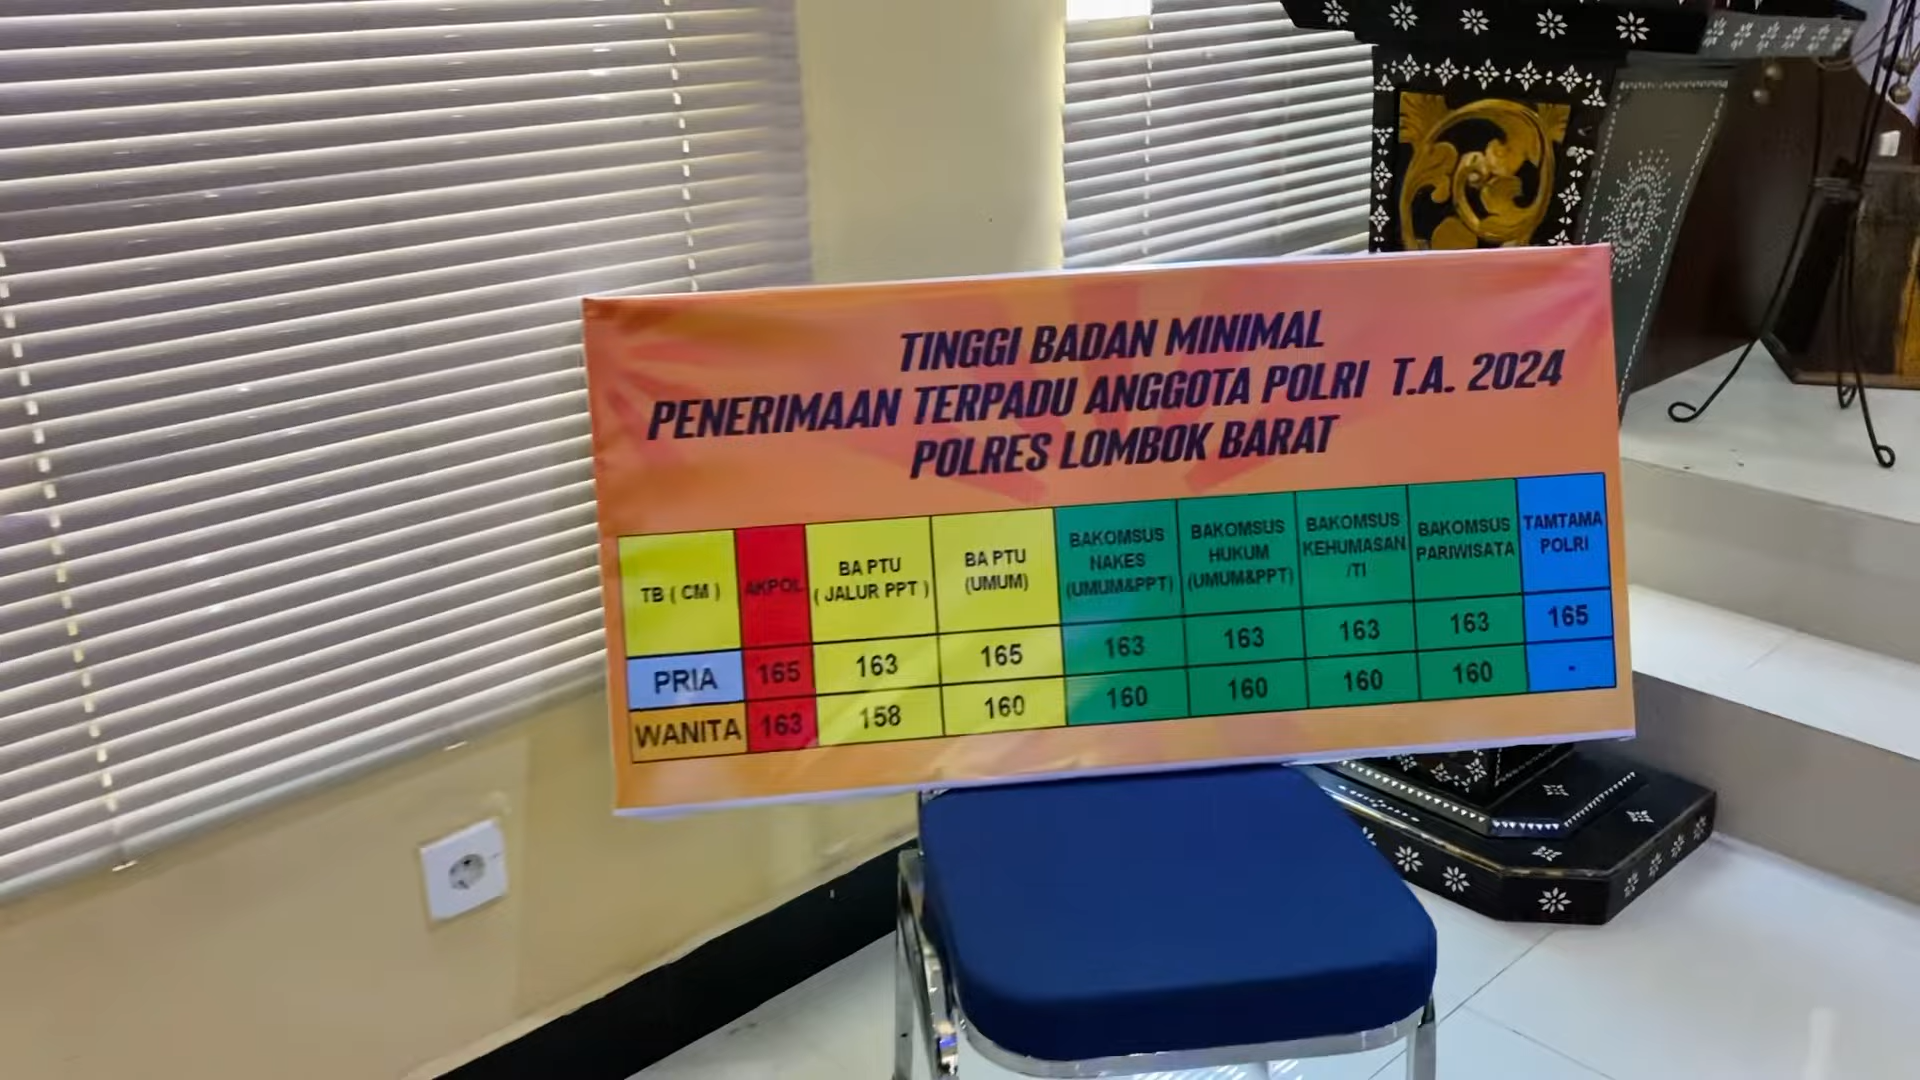 TINGGI BADAN MINIMAL
PENERIMAAN TERPADU ANGGOTA POLRI T.A. 2024
POLRES LOMBOK BARAT
TB ( CM )
AKPOL
BA PTU
( JALUR PPT )
BA PTU
(UMUM)
BAKOMSUS
NAKES
(UMUM&PPT)
BAKOMSUS
HUKUM
(UMUM&PPT)
BAKOMSUS
KEHUMASAN
/TI
BAKOMSUS
PARIWISATA
TAMTAMA
POLRI
PRIA 165 163 165 163 163 163 163 165
WANITA 163 158 160 160 160 160 160 -